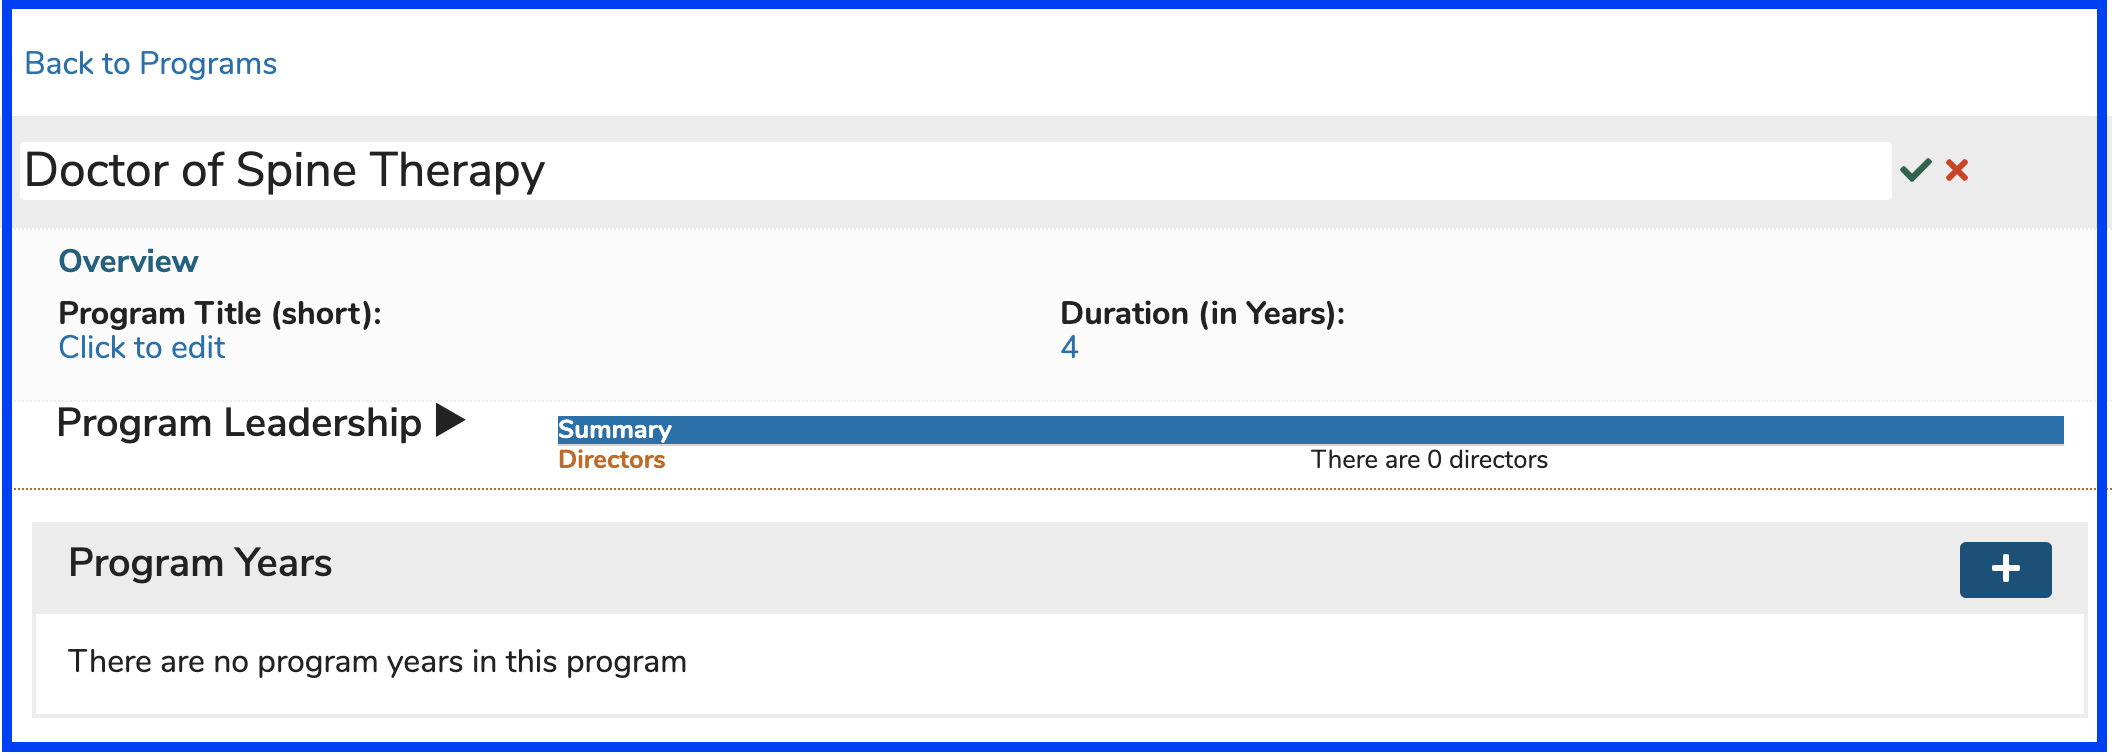 Back to Programs
Doctor of Spine Therapy
Overview
Program Title (short):
Click to edit
Duration (in Years):
4
Program Leadership
Summary
Directors
There are 0 directors
Program Years
There are no program years in this program